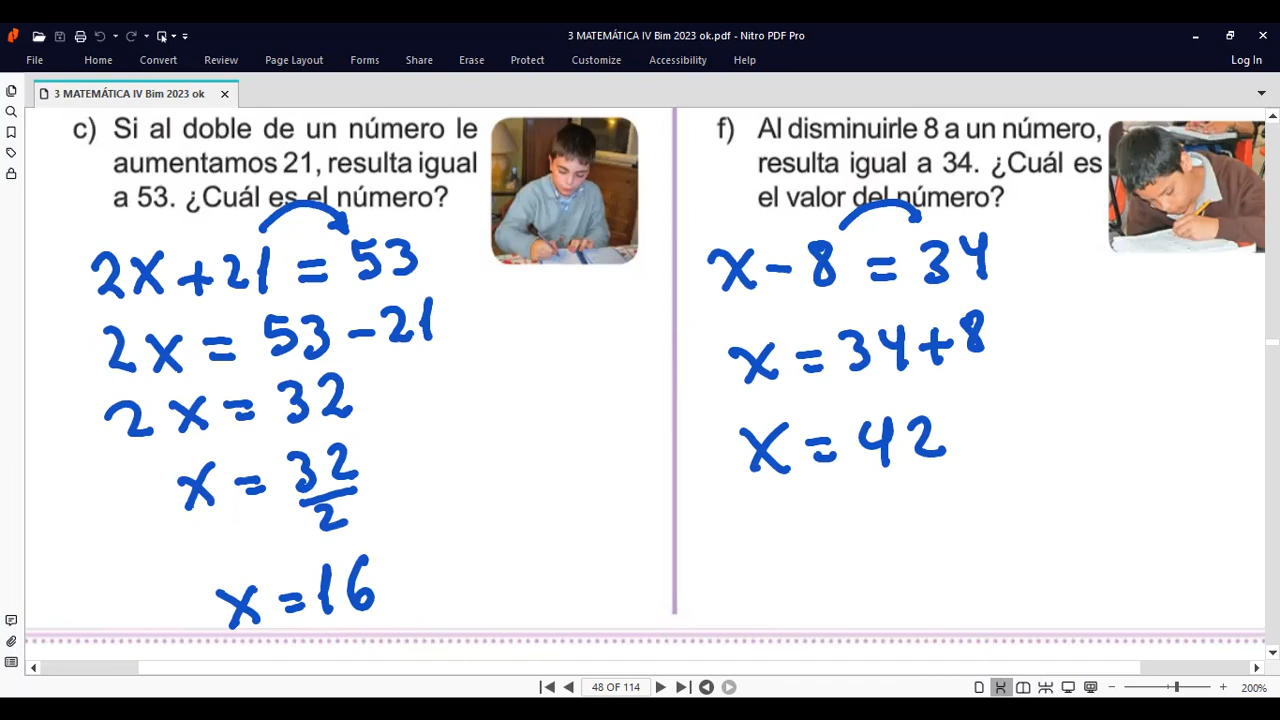 3 MATEMÁTICA IV Bim 2023 ok.pdf - Nitro PDF Pro
File Home Convert Review Page Layout Forms Share Erase Protect Customize Accessibility Help Log In
3 MATEMÁTICA IV Bim 2023 ok
c) Si al doble de un número le
aumentamos 21, resulta igual
a 53. ¿Cuál es el número?
2x + 21 = 53
2x = 53 - 21
2x = 32
x = 32/2
x = 16
f) Al disminuirle 8 a un número,
resulta igual a 34. ¿Cuál es
el valor del número?
x - 8 = 34
x = 34 + 8
x = 42
48 OF 114
200%